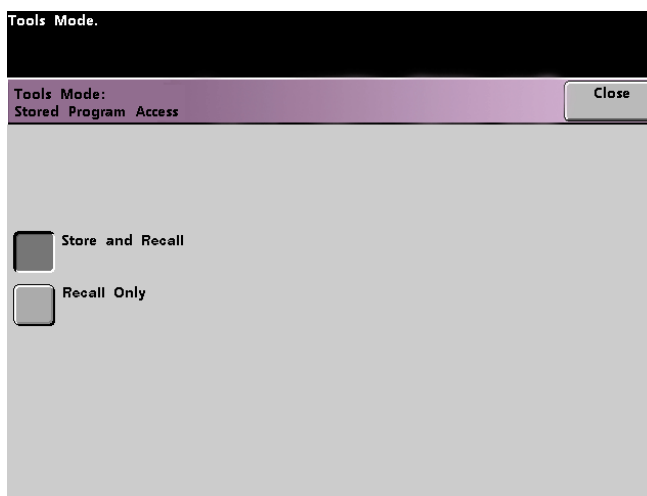 Tools Mode.
Tools Mode:
Stored Program Access
Close
Store and Recall
Recall Only